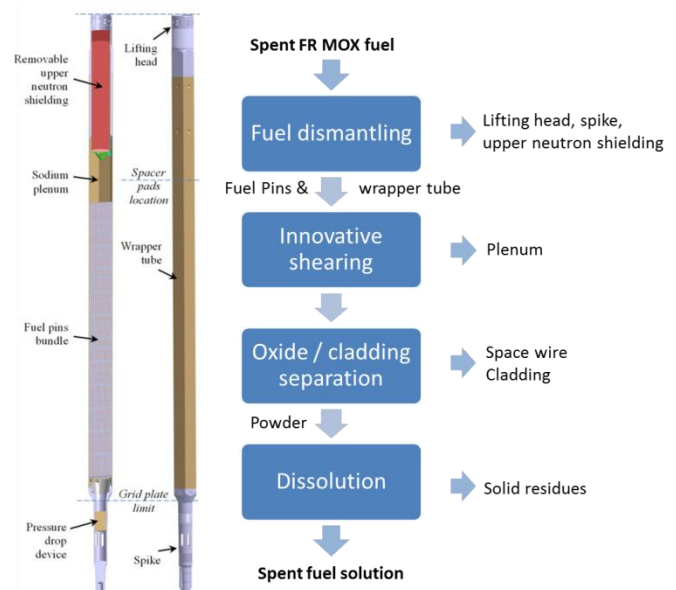 Removable
upper
neutron
shielding
Sodium
plenum
Fuel pins
bundle
Pressure
drop
device
Lifting
head
Spacer
pads
location
Wrapper
tube
Grid plate
limit
Spike
Spent FR MOX fuel
Fuel dismantling
Lifting head, spike,
upper neutron shielding
Fuel Pins & wrapper tube
Innovative
shearing
Plenum
Oxide / cladding
separation
Space wire
Cladding
Powder
Dissolution
Solid residues
Spent fuel solution